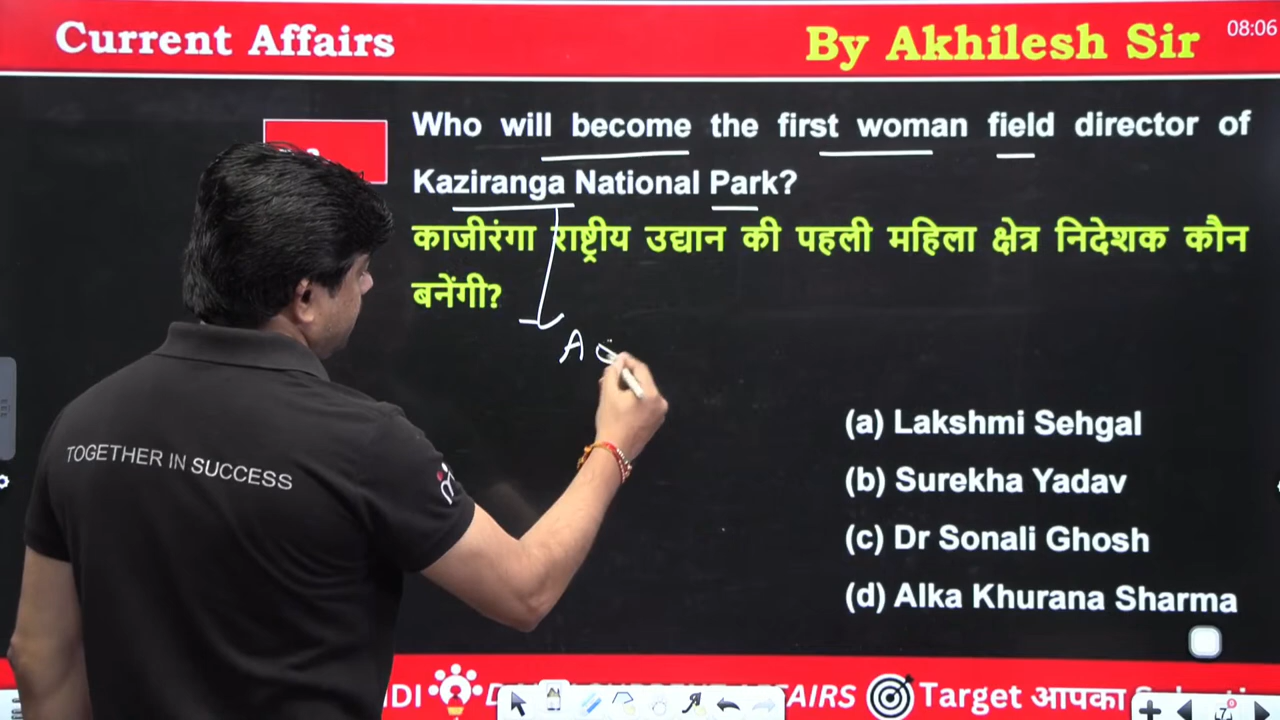 Current Affairs
By Akhilesh Sir
08:06
Who will become the first woman field director of
Kaziranga National Park?
काजीरंगा राष्ट्रीय उद्यान की पहली महिला क्षेत्र निदेशक कौन
बनेंगी?
A
TOGETHER IN SUCCESS
(a) Lakshmi Sehgal
(b) Surekha Yadav
(c) Dr Sonali Ghosh
(d) Alka Khurana Sharma
AFFAIRS
Target आपका